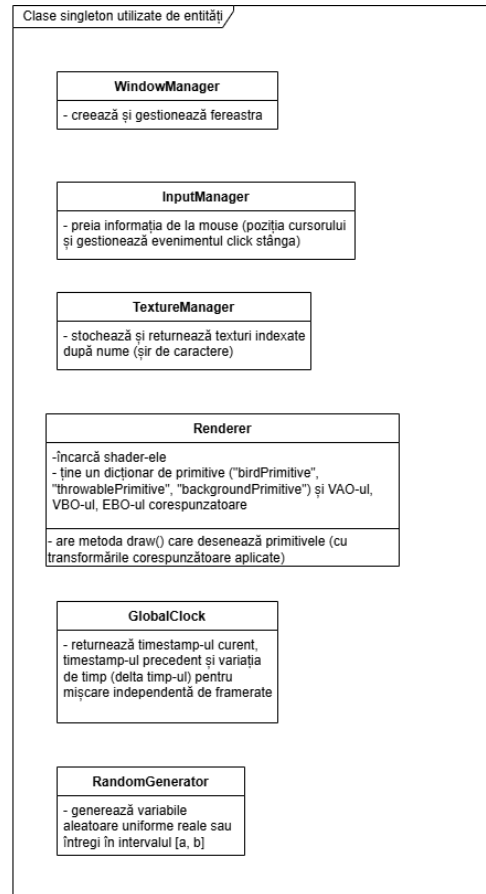 Clase singleton utilizate de entități
WindowManager
- creează și gestionează fereastra
InputManager
- preia informația de la mouse (poziția cursorului
și gestionează evenimentul click stânga)
TextureManager
- stochează și returnează texturi indexate
după nume (șir de caractere)
Renderer
-încarcă shader-ele
- ține un dicționar de primitive ("birdPrimitive",
"throwablePrimitive", "backgroundPrimitive") și VAO-ul,
VBO-ul, EBO-ul corespunzatoare
- are metoda draw() care desenează primitivele (cu
transformările corespunzătoare aplicate)
GlobalClock
- returnează timestamp-ul curent,
timestamp-ul precedent și variația
de timp (delta timp-ul) pentru
mișcare independentă de framerate
RandomGenerator
- generează variabile
aleatoare uniforme reale sau
întregi în intervalul [a, b]